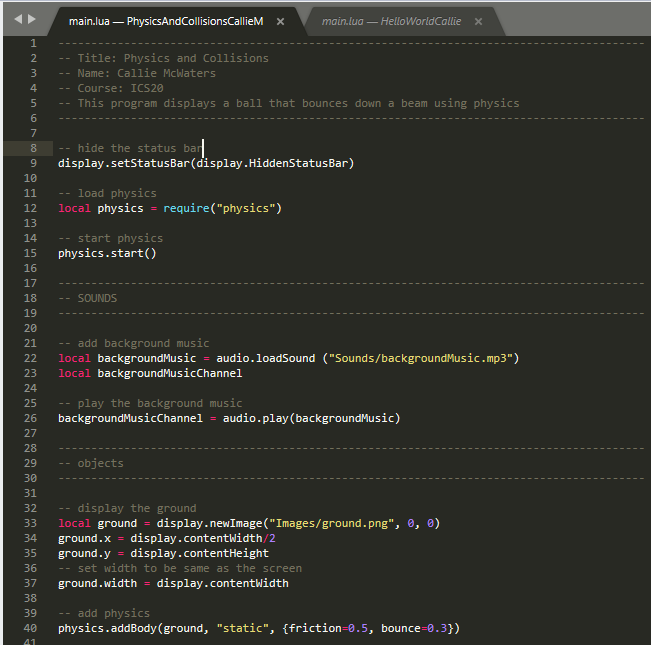 main.lua — PhysicsAndCollisionsCallieM × main.lua — HelloWorldCallie ×
1 --------------------------------------------------------------------------------
2 -- Title: Physics and Collisions
3 -- Name: Callie McWaters
4 -- Course: ICS20
5 -- This program displays a ball that bounces down a beam using physics
6 --------------------------------------------------------------------------------
7
8 -- hide the status bar
9 display.setStatusBar(display.HiddenStatusBar)
10
11 -- load physics
12 local physics = require("physics")
13
14 -- start physics
15 physics.start()
16
17 --------------------------------------------------------------------------------
18 -- SOUNDS
19 --------------------------------------------------------------------------------
20
21 -- add background music
22 local backgroundMusic = audio.loadSound ("Sounds/backgroundMusic.mp3")
23 local backgroundMusicChannel
24
25 -- play the background music
26 backgroundMusicChannel = audio.play(backgroundMusic)
27
28 --------------------------------------------------------------------------------
29 -- objects
30 --------------------------------------------------------------------------------
31
32 -- display the ground
33 local ground = display.newImage("Images/ground.png", 0, 0)
34 ground.x = display.contentWidth/2
35 ground.y = display.contentHeight
36 -- set width to be same as the screen
37 ground.width = display.contentWidth
38
39 -- add physics
40 physics.addBody(ground, "static", {friction=0.5, bounce=0.3})
41